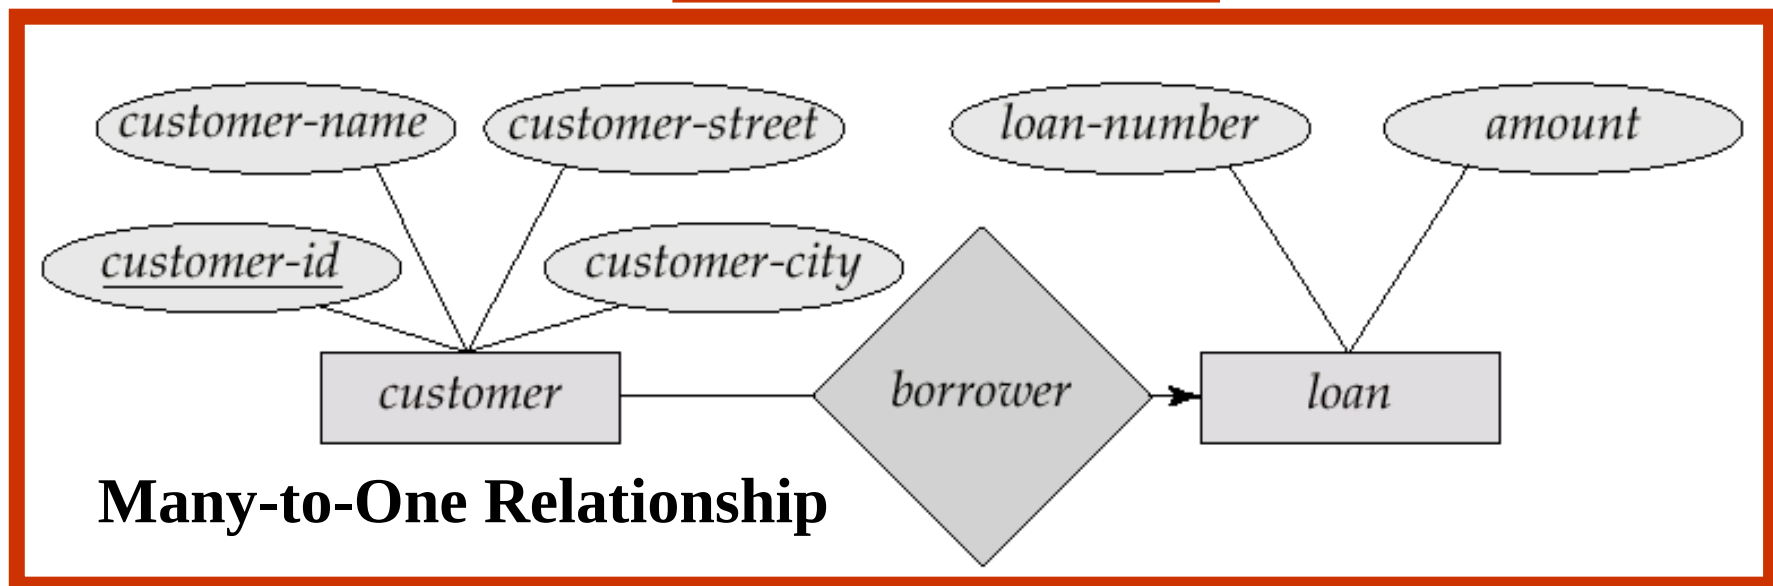 customer-name
customer-street
loan-number
amount
customer-id
customer-city
customer
borrower
loan
Many-to-One Relationship